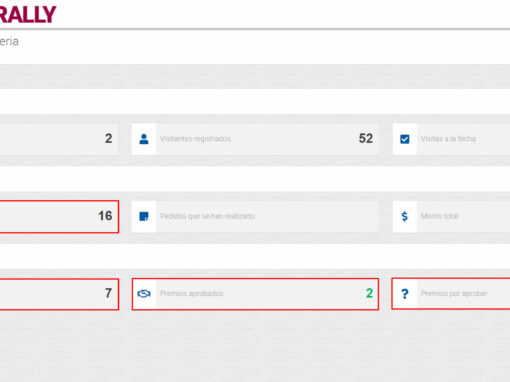 RALLY
eria
2 Visitantes registrados 52 Visitas a la fecha
16 Pedidos que se han realizado $ Monto total
7 Premios aprobados 2 ? Premios por aprobar